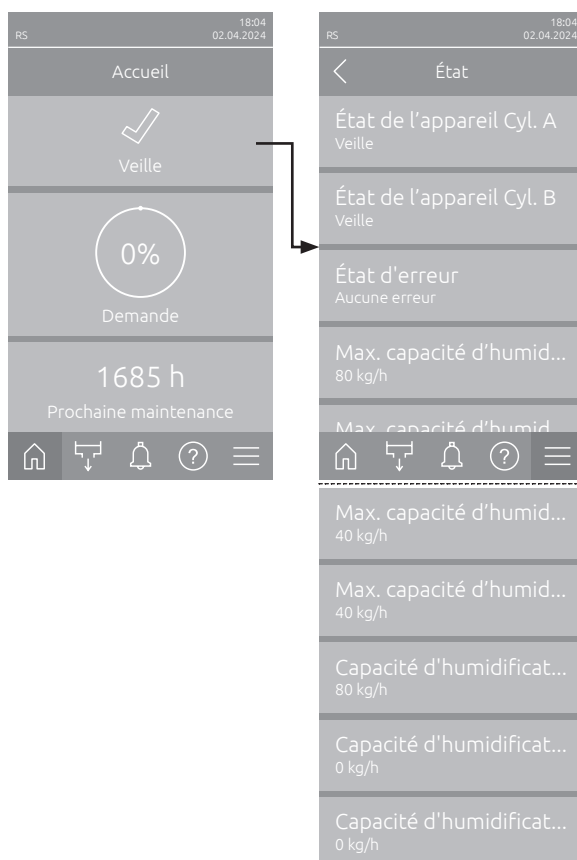 18:04
RS 02.04.2024
Accueil
Veille
0%
Demande
1685 h
Prochaine maintenance
?
18:04
RS 02.04.2024
État
État de l’appareil Cyl. A
Veille
État de l’appareil Cyl. B
Veille
État d'erreur
Aucune erreur
Max. capacité d’humid...
80 kg/h
Max. capacité d’humid...
?
Max. capacité d’humid...
40 kg/h
Max. capacité d’humid...
40 kg/h
Capacité d'humidificat...
80 kg/h
Capacité d'humidificat...
0 kg/h
Capacité d'humidificat...
0 kg/h